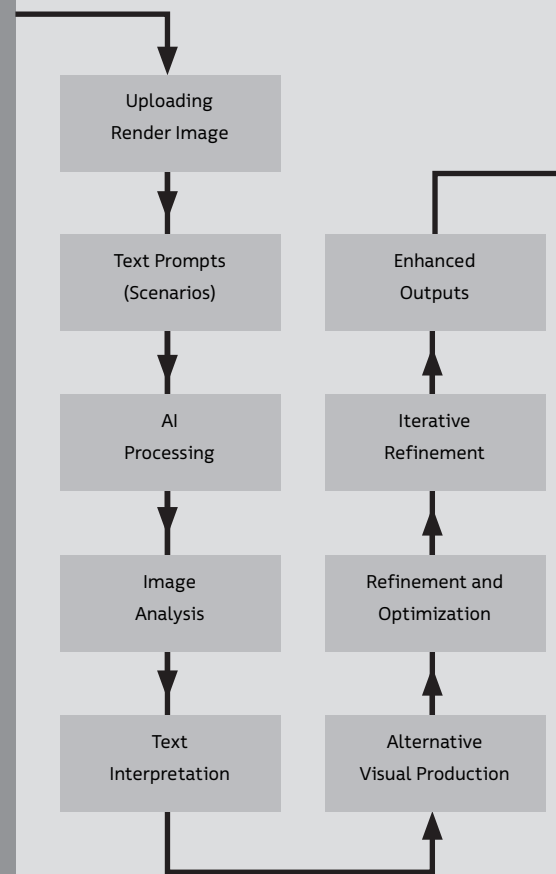 Uploading
Render Image
Text Prompts
(Scenarios)
AI
Processing
Image
Analysis
Text
Interpretation
Alternative
Visual Production
Refinement and
Optimization
Iterative
Refinement
Enhanced
Outputs